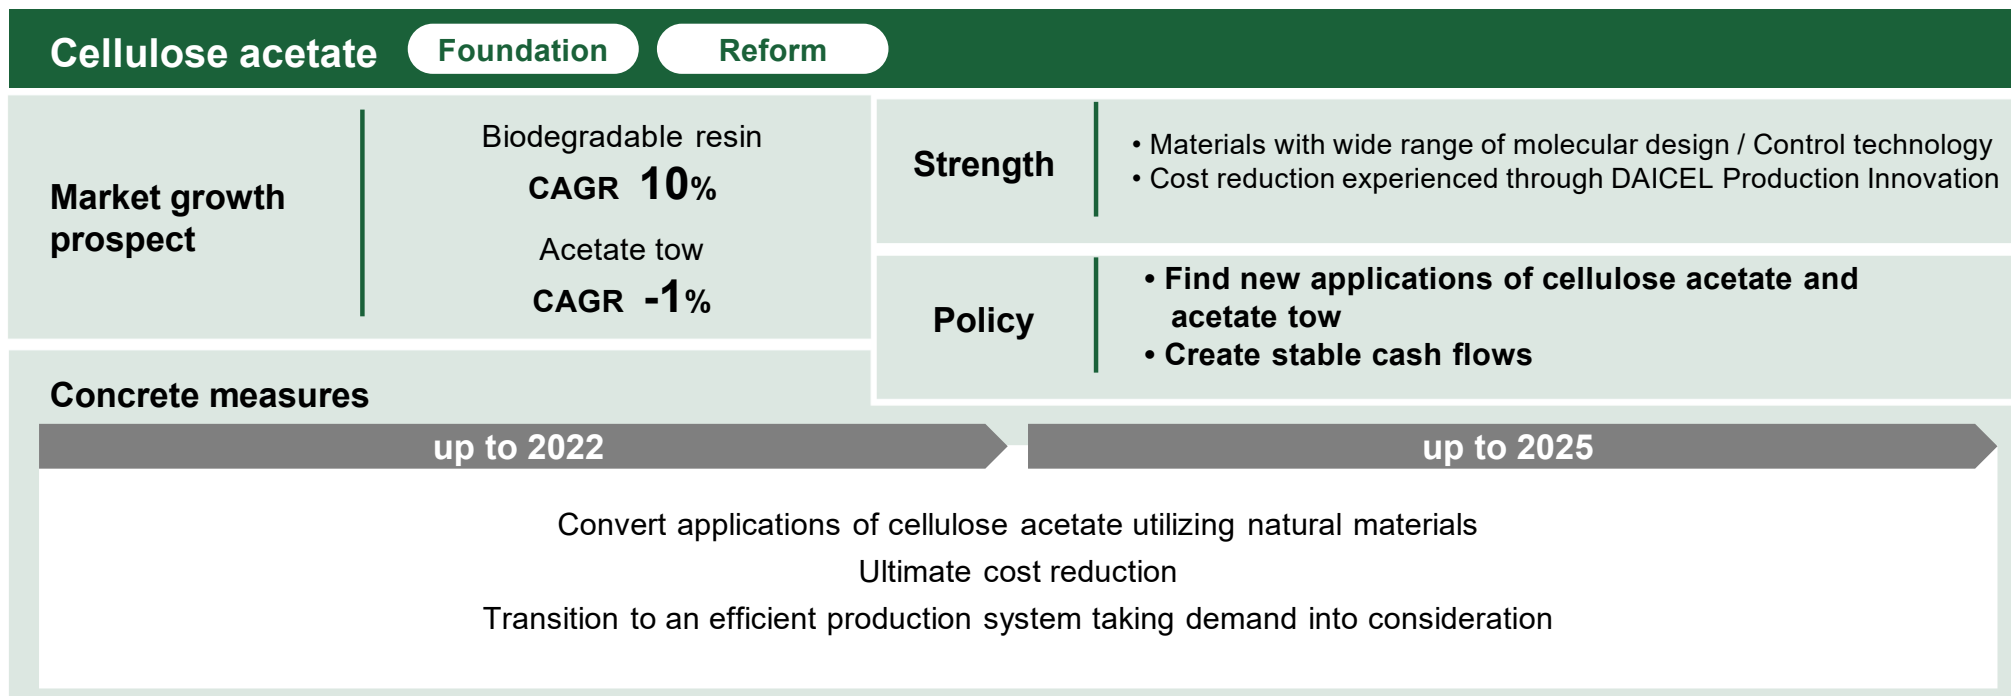 Cellulose acetate
Foundation
Reform
Market growth
prospect
Biodegradable resin
CAGR 10%
Acetate tow
CAGR -1%
Strength
• Materials with wide range of molecular design / Control technology
• Cost reduction experienced through DAICEL Production Innovation
Policy
• Find new applications of cellulose acetate and
acetate tow
• Create stable cash flows
Concrete measures
up to 2022
up to 2025
Convert applications of cellulose acetate utilizing natural materials
Ultimate cost reduction
Transition to an efficient production system taking demand into consideration